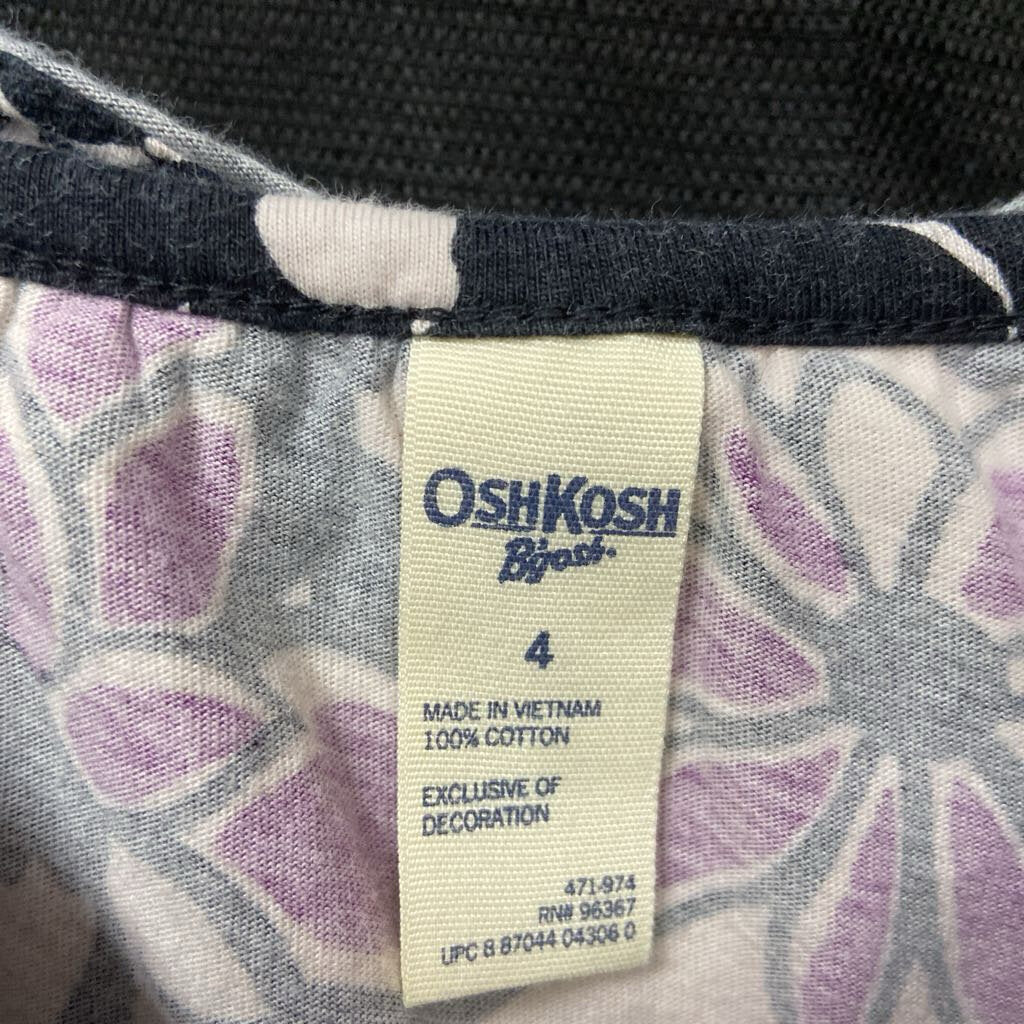 OSHKOSH
B'gosh.
4
MADE IN VIETNAM
100% COTTON
EXCLUSIVE OF
DECORATION
471-974
RN# 96367
UPC 8 87044 04306 0